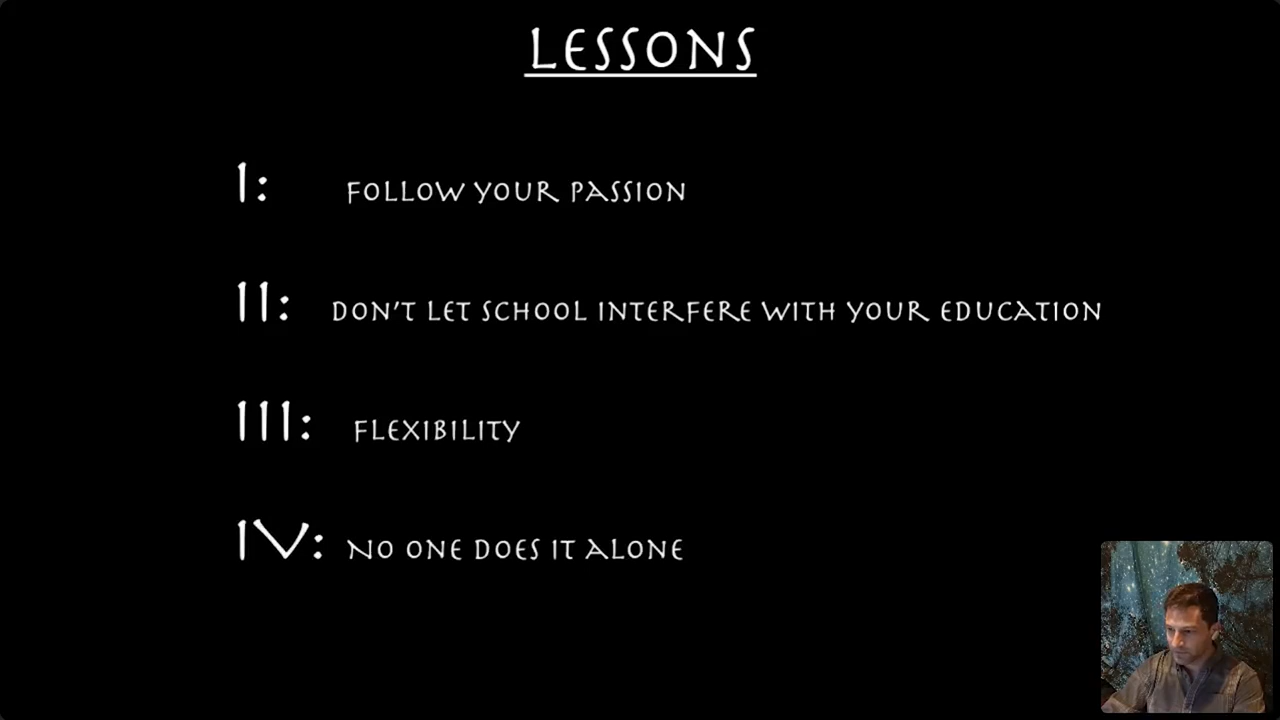 LESSONS
I: FOLLOW YOUR PASSION
II: DON'T LET SCHOOL INTERFERE WITH YOUR EDUCATION
III: FLEXIBILITY
IV: NO ONE DOES IT ALONE